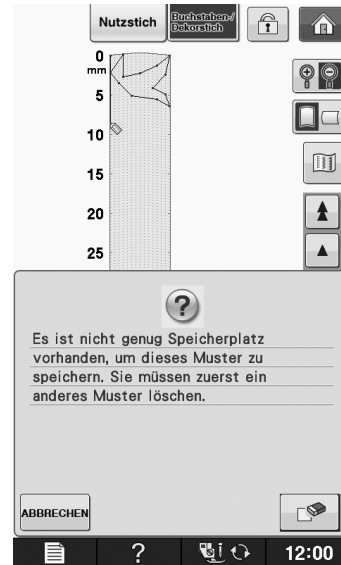 Nutzstich
Buchstaben-/
Dekorstich
0
mm
5
10
15
20
25
?
Es ist nicht genug Speicherplatz
vorhanden, um dieses Muster zu
speichern. Sie müssen zuerst ein
anderes Muster löschen.
ABBRECHEN
?
12:00